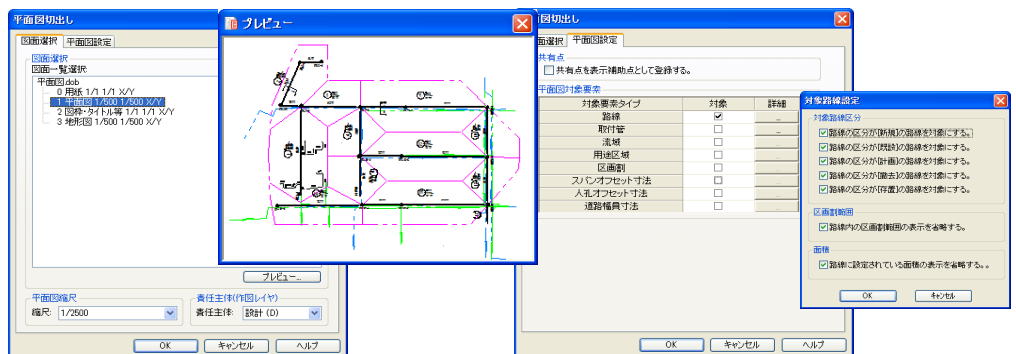 平面図切出し
図面選択 平面図設定
図面選択
図面一覧選択
平面図.dob
0 用紙 1/1 1/1 X/Y
1 平面図 1/500 1/500 X/Y
2 図枠・タイトル等 1/1 1/1 X/Y
3 地形図 1/500 1/500 X/Y
プレビュー...
平面図縮尺
縮尺: 1/2500
責任主体(作図レイヤ)
責任主体: 設計 (D)
OK キャンセル ヘルプ
プレビュー
面図切出し
面選択 平面図設定
共有点
共有点を表示補助点として登録する。
平面図対象要素
対象要素タイプ 対象 詳細
路線
取付管
流域
用途区域
区画割
スパンオフセット寸法
人孔オフセット寸法
道路幅員寸法
OK キャンセル ヘルプ
対象路線設定
対象路線区分
路線の区分が[新規]の路線を対象にする。
路線の区分が[既設]の路線を対象にする。
路線の区分が[計画]の路線を対象にする。
路線の区分が[撤去]の路線を対象にする。
路線の区分が[存置]の路線を対象にする。
区画割範囲
路線内の区画割範囲の表示を省略する。
面積
路線に設定されている面積の表示を省略する。。
OK キャンセル